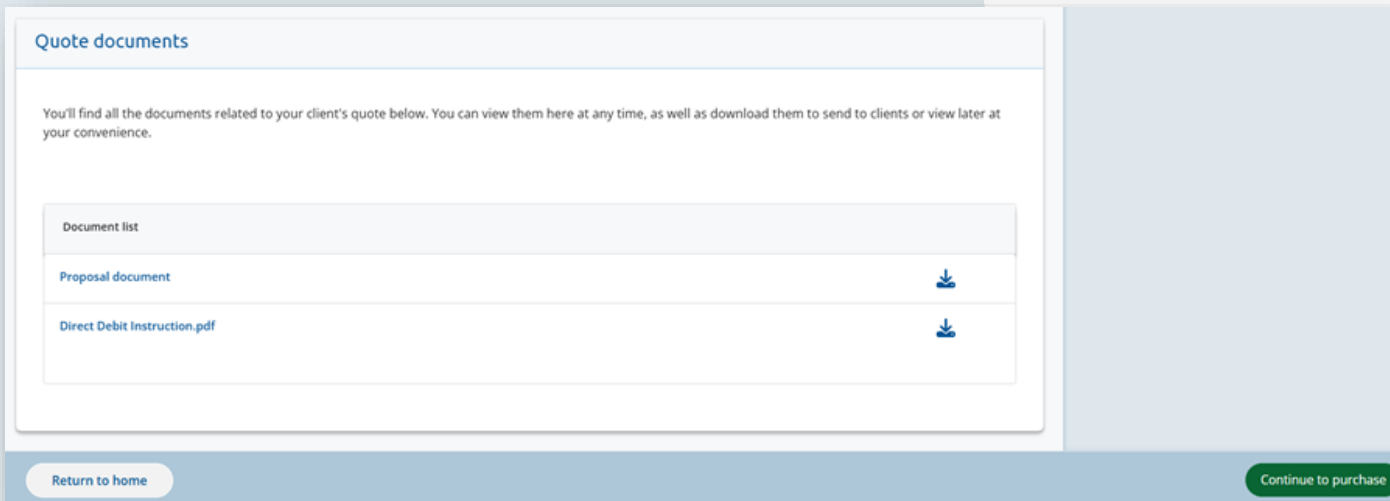 Quote documents
You'll find all the documents related to your client's quote below. You can view them here at any time, as well as download them to send to clients or view later at
your convenience.
Document list
Proposal document
Direct Debit Instruction.pdf
Return to home
Continue to purchase